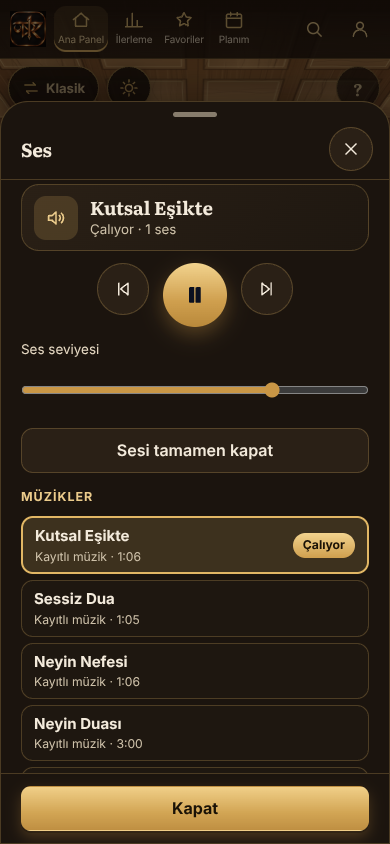 Ana Panel
İlerleme
Favoriler
Planım
Klasik
?
Ses
Kutsal Eşikte
Çalıyor · 1 ses
Ses seviyesi
Sesi tamamen kapat
MÜZİKLER
Kutsal Eşikte
Kayıtlı müzik · 1:06
Çalıyor
Sessiz Dua
Kayıtlı müzik · 1:05
Neyin Nefesi
Kayıtlı müzik · 1:06
Neyin Duası
Kayıtlı müzik · 3:00
Kapat